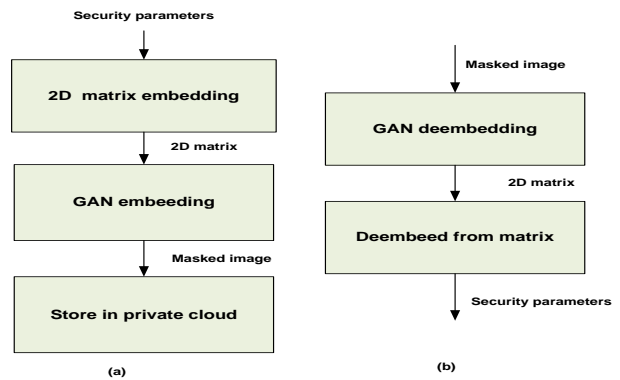 Security parameters
2D matrix embedding
2D matrix
GAN embeeding
Masked image
Store in private cloud
(a)
Masked image
GAN deembedding
2D matrix
Deembeed from matrix
Security parameters
(b)